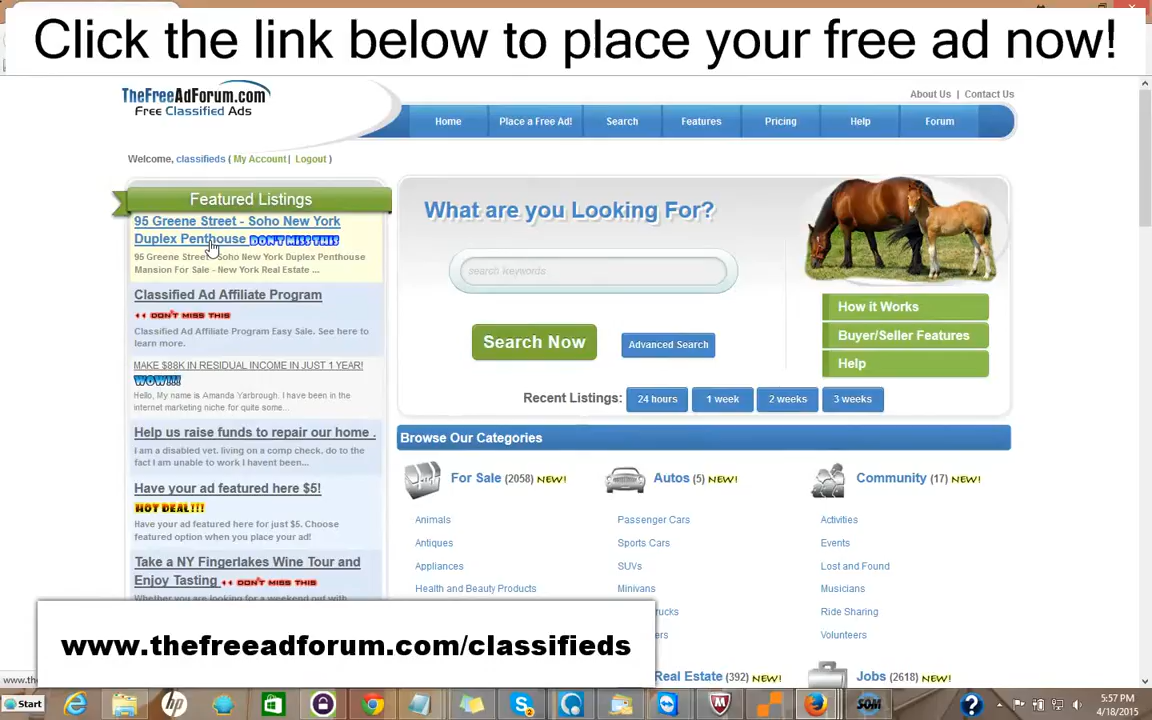 Click the link below to place your free ad now!
TheFreeAdForum.com
Free Classified Ads
About Us | Contact Us
Home
Place a Free Ad!
Search
Features
Pricing
Help
Forum
Welcome, classifieds ( My Account | Logout )
Featured Listings
95 Greene Street - Soho New York
Duplex Penthouse DON'T MISS THIS
95 Greene Street - Soho New York Duplex Penthouse
Mansion For Sale - New York Real Estate ...
Classified Ad Affiliate Program
DON'T MISS THIS
Classified Ad Affiliate Program Easy Sale. See here to
learn more.
MAKE $88K IN RESIDUAL INCOME IN JUST 1 YEAR!
WOW!!!
Hello, My name is Amanda Yarbrough. I have been in the
internet marketing niche for quite some...
Help us raise funds to repair our home .
I am a disabled vet. living on a comp check. do to the
fact I am unable to work I havent been...
Have your ad featured here $5!
HOT DEAL!!!
Have your ad featured here for just $5. Choose
featured option when you place your ad!
Take a NY Fingerlakes Wine Tour and
Enjoy Tasting DON'T MISS THIS
Whether you are looking for a weekend out with
What are you Looking For?
search keywords
Search Now
Advanced Search
How it Works
Buyer/Seller Features
Help
Recent Listings:
24 hours
1 week
2 weeks
3 weeks
Browse Our Categories
For Sale (2058) NEW!
Animals
Antiques
Appliances
Health and Beauty Products
Autos (5) NEW!
Passenger Cars
Sports Cars
SUVs
Minivans
Community (17) NEW!
Activities
Events
Lost and Found
Musicians
Ride Sharing
Volunteers
Real Estate (392) NEW!
Jobs (2618) NEW!
www.thefreeadforum.com/classifieds
Start
5:57 PM
4/18/2015